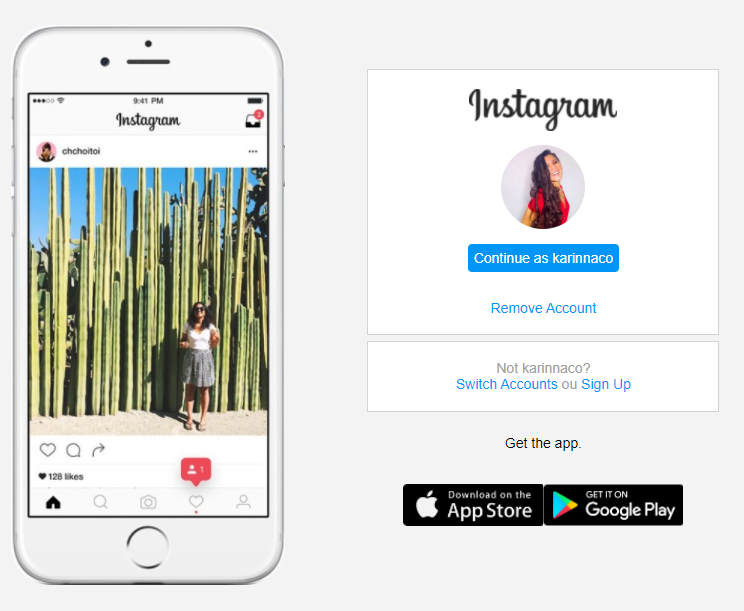 9:41 PM
Instagram
2
chchoitoi
1
128 likes
Instagram
Continue as karinnaco
Remove Account
Not karinnaco?
Switch Accounts ou Sign Up
Get the app.
Download on the
App Store
GET IT ON
Google Play